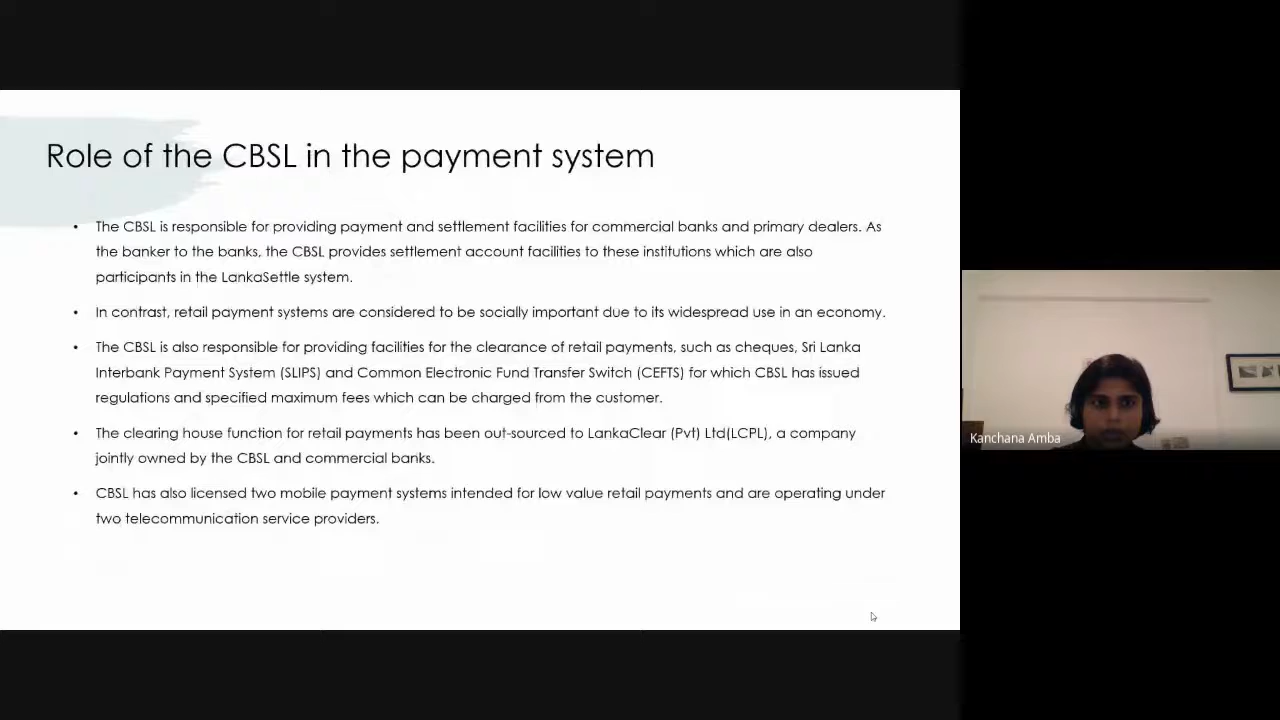 Role of the CBSL in the payment system
• The CBSL is responsible for providing payment and settlement facilities for commercial banks and primary dealers. As
the banker to the banks, the CBSL provides settlement account facilities to these institutions which are also
participants in the LankaSettle system.
• In contrast, retail payment systems are considered to be socially important due to its widespread use in an economy.
• The CBSL is also responsible for providing facilities for the clearance of retail payments, such as cheques, Sri Lanka
Interbank Payment System (SLIPS) and Common Electronic Fund Transfer Switch (CEFTS) for which CBSL has issued
regulations and specified maximum fees which can be charged from the customer.
• The clearing house function for retail payments has been out-sourced to LankaClear (Pvt) Ltd(LCPL), a company
jointly owned by the CBSL and commercial banks.
• CBSL has also licensed two mobile payment systems intended for low value retail payments and are operating under
two telecommunication service providers.
Kanchana Amba